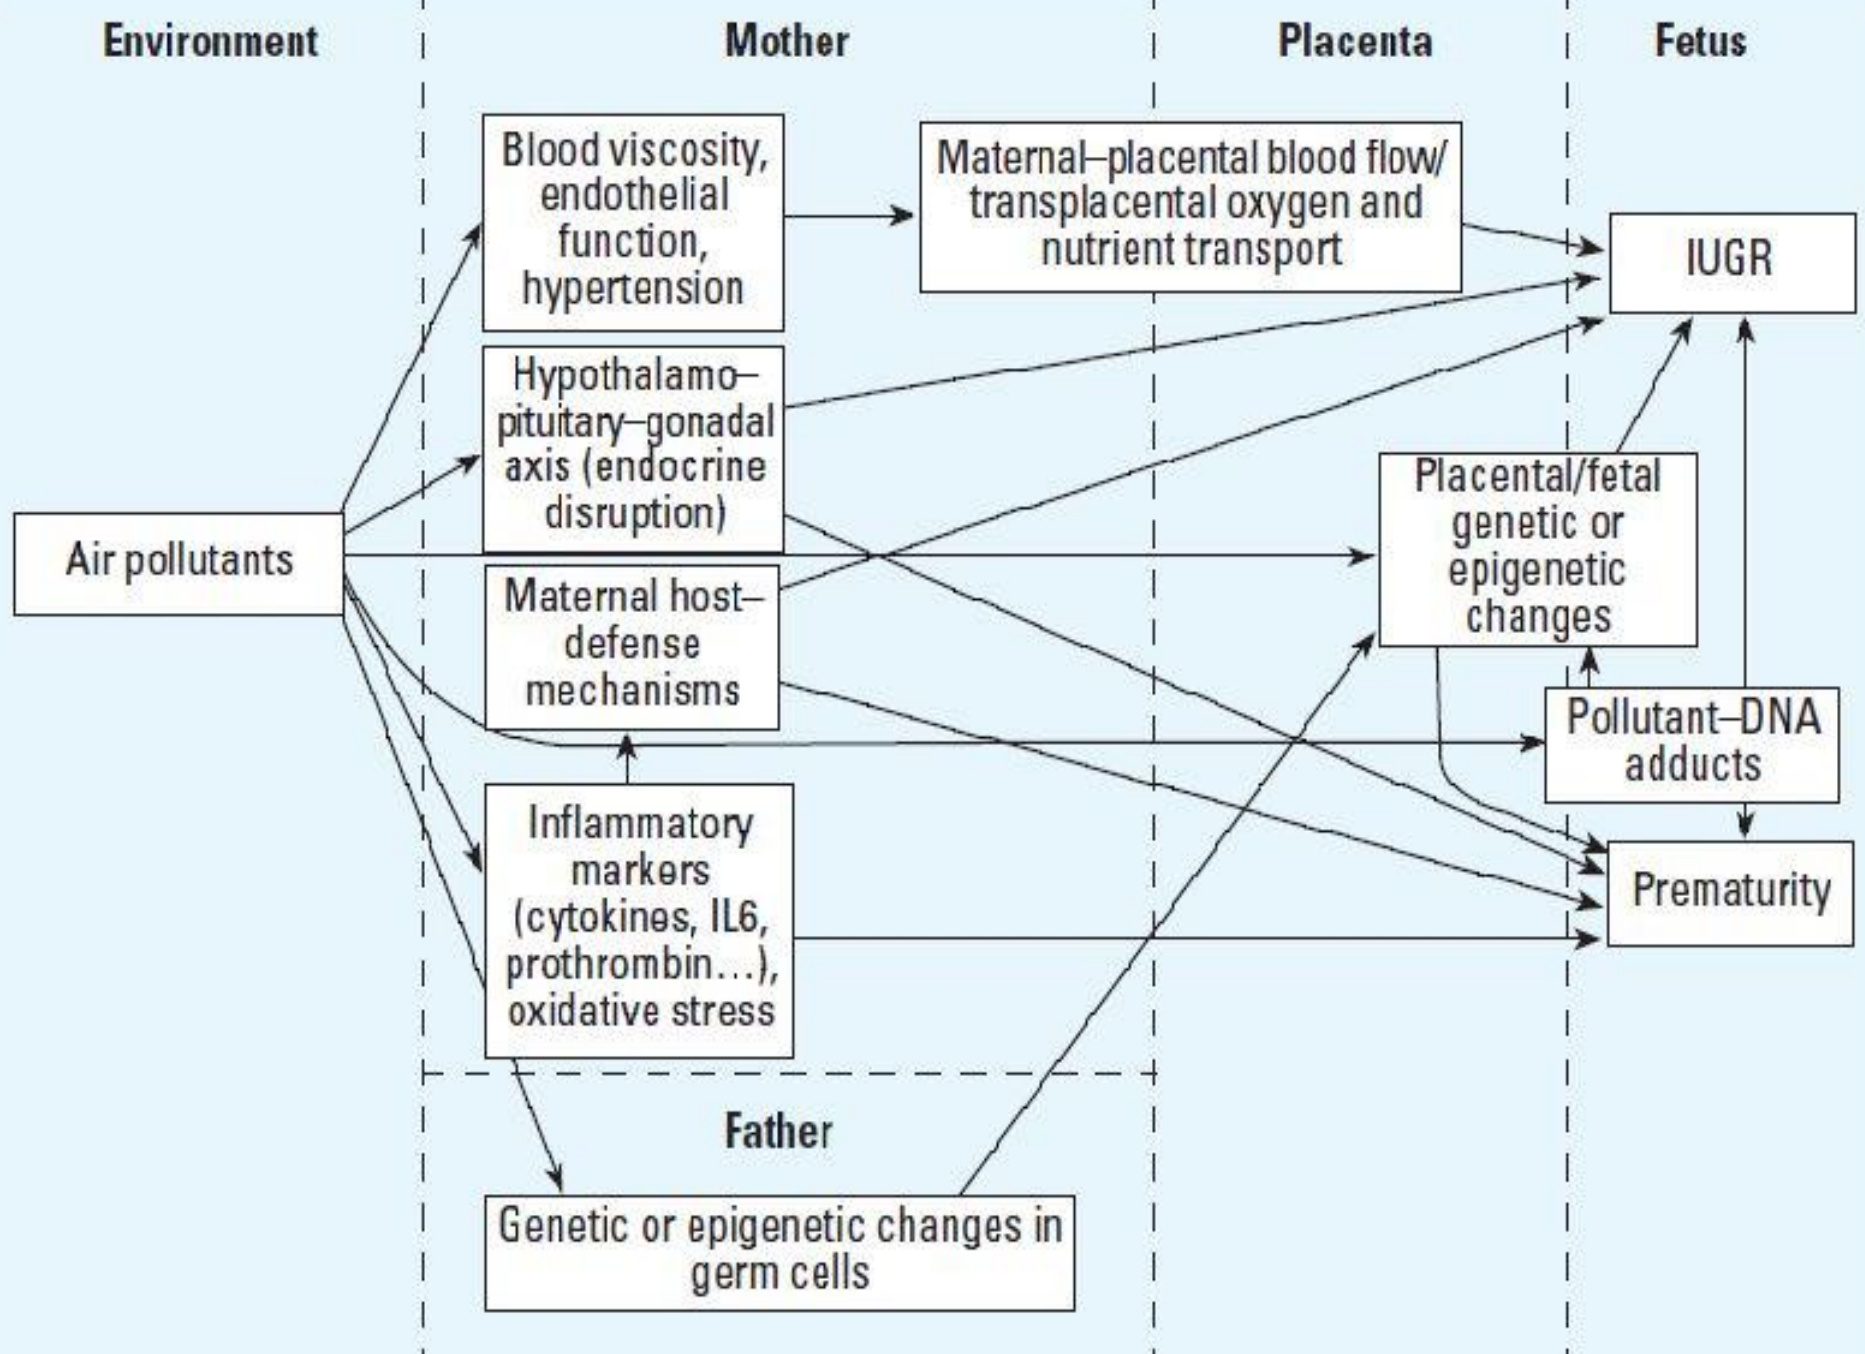 Environment
Mother
Placenta
Fetus
Blood viscosity,
endothelial
function,
hypertension
Maternal–placental blood flow/
transplacental oxygen and
nutrient transport
IUGR
Hypothalamo–
pituitary–gonadal
axis (endocrine
disruption)
Air pollutants
Placental/fetal
genetic or
epigenetic
changes
Maternal host–
defense
mechanisms
Pollutant–DNA
adducts
Inflammatory
markers
(cytokines, IL6,
prothrombin…),
oxidative stress
Prematurity
Father
Genetic or epigenetic changes in
germ cells